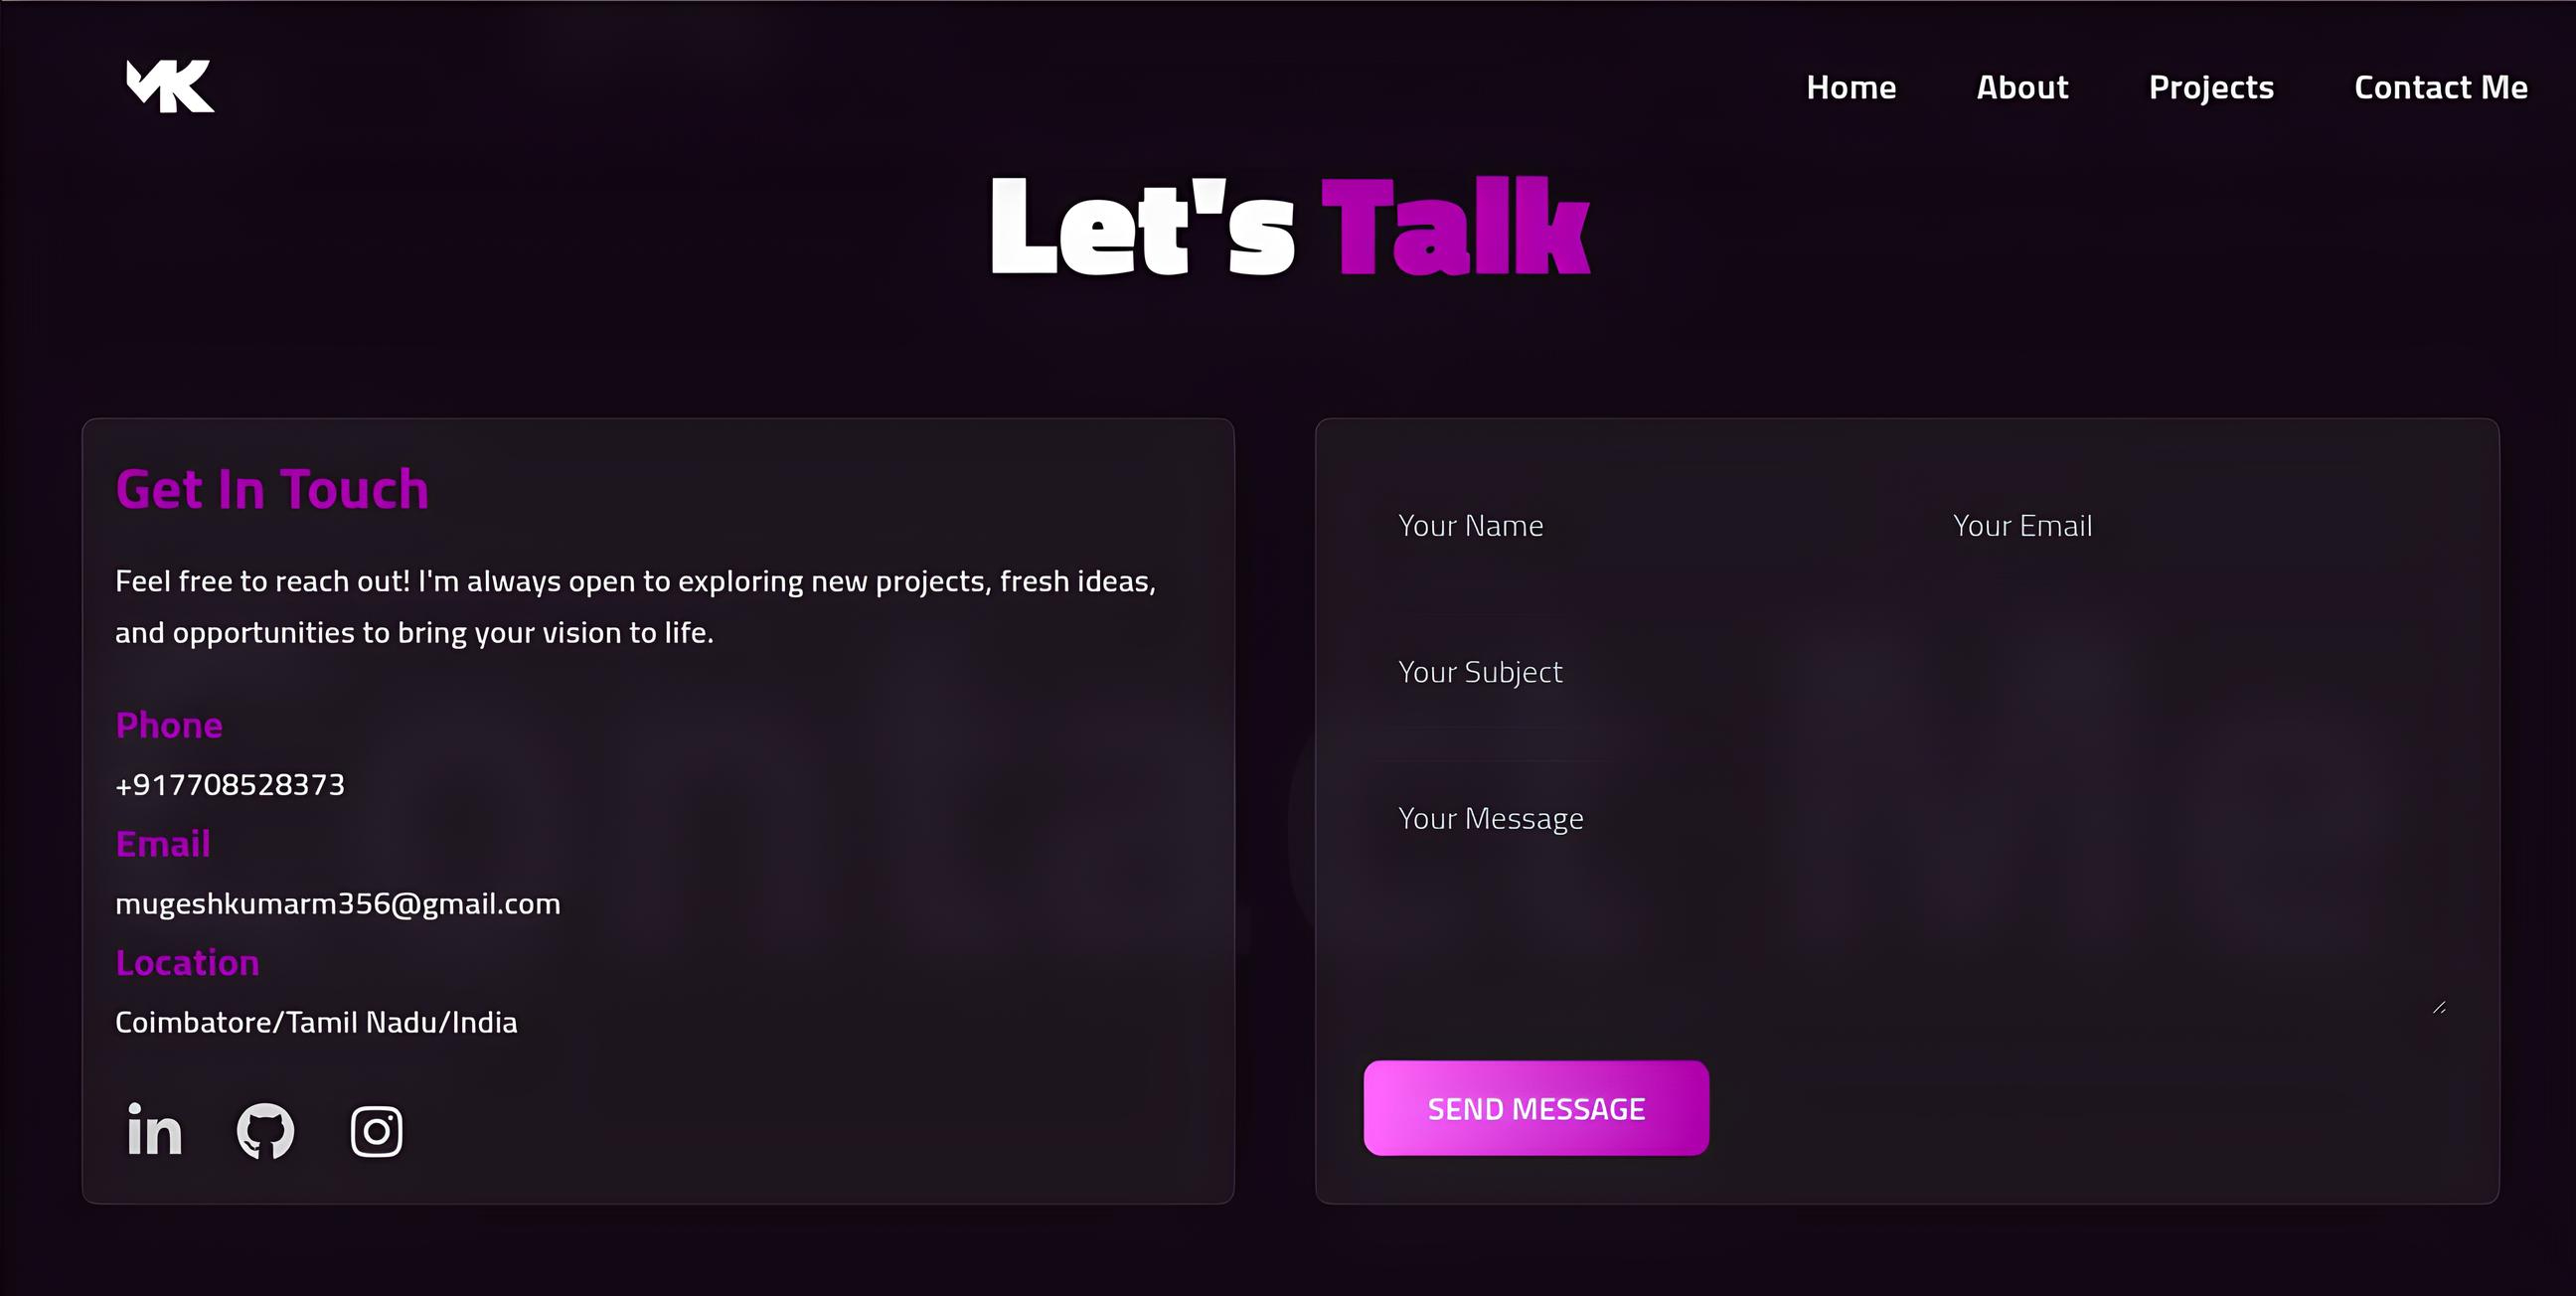 Home About Projects Contact Me
Let's Talk
Get In Touch
Feel free to reach out! I'm always open to exploring new projects, fresh ideas,
and opportunities to bring your vision to life.
Phone
+917708528373
Email
mugeshkumarm356@gmail.com
Location
Coimbatore/Tamil Nadu/India
in
Your Name
Your Email
Your Subject
Your Message
SEND MESSAGE
Contact Me